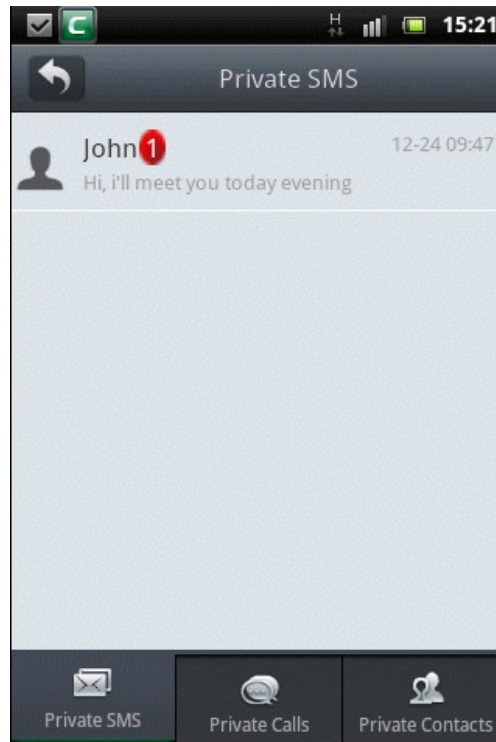 H 15:21
Private SMS
John 1 12-24 09:47
Hi, i'll meet you today evening
Private SMS Private Calls Private Contacts